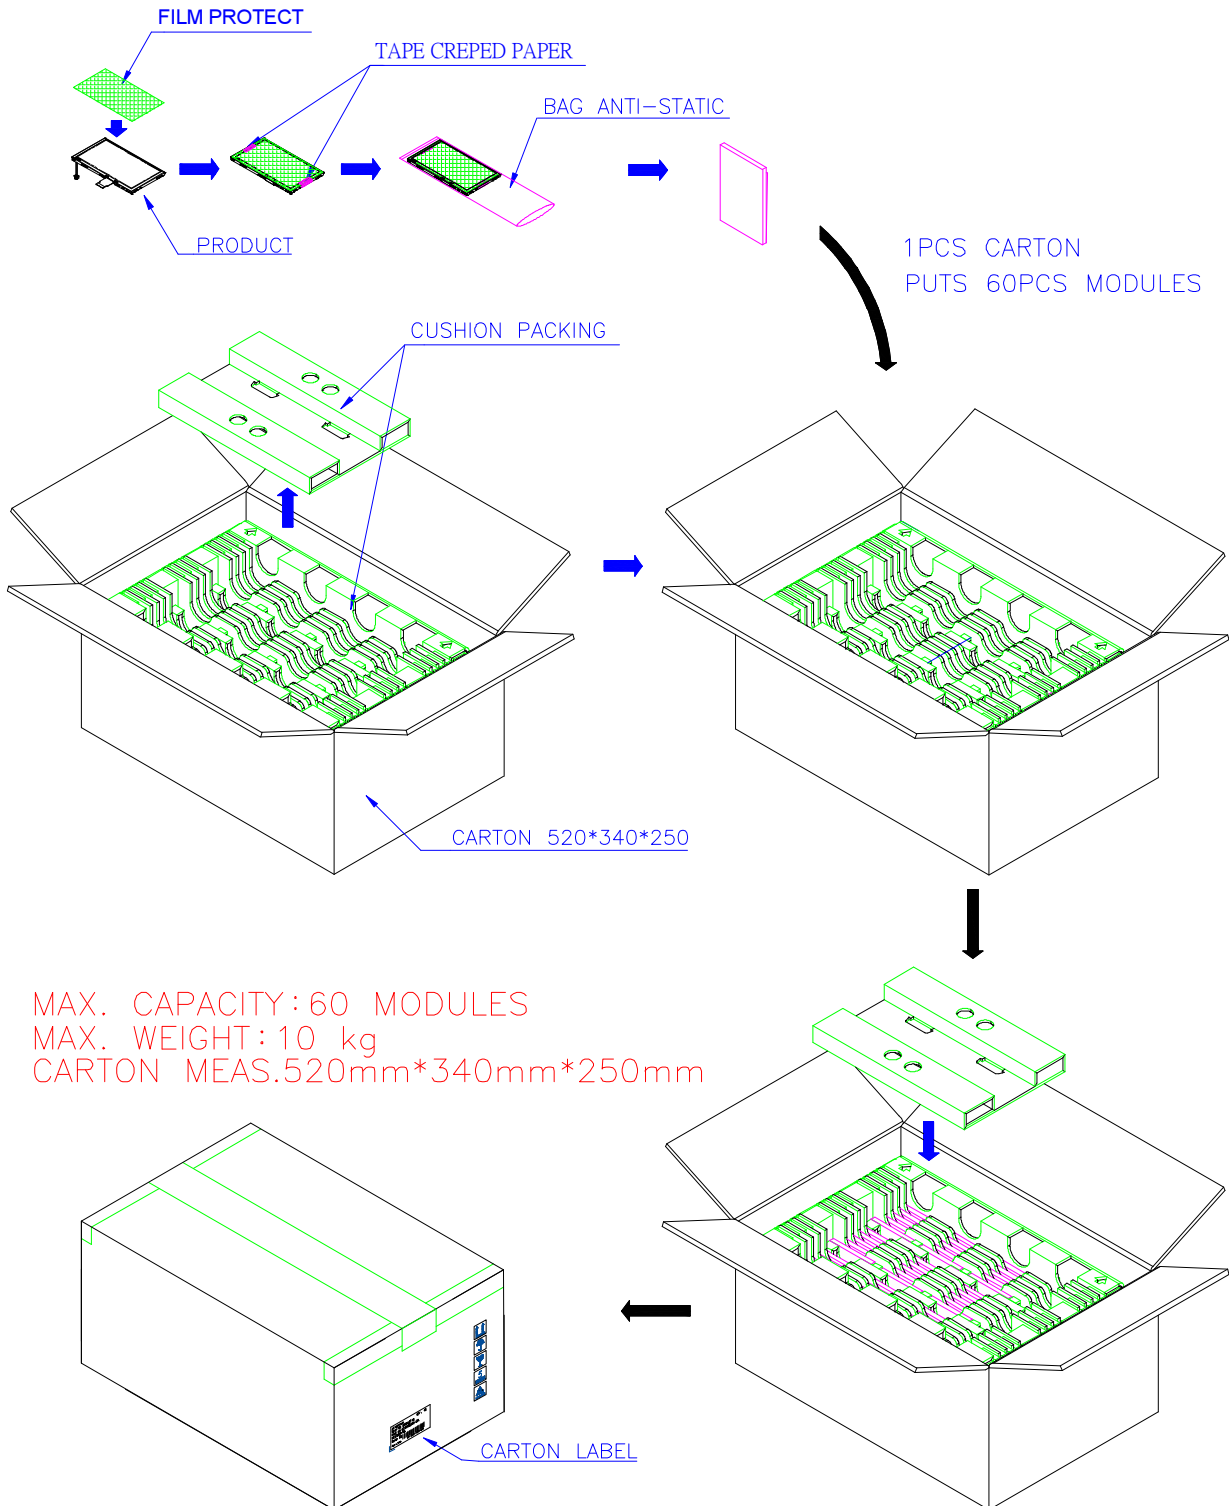 FILM PROTECT
TAPE CREPED PAPER
BAG ANTI-STATIC
PRODUCT
1PCS CARTON
PUTS 60PCS MODULES
CUSHION PACKING
CARTON 520*340*250
MAX. CAPACITY:60 MODULES
MAX. WEIGHT:10 kg
CARTON MEAS.520mm*340mm*250mm
CARTON LABEL